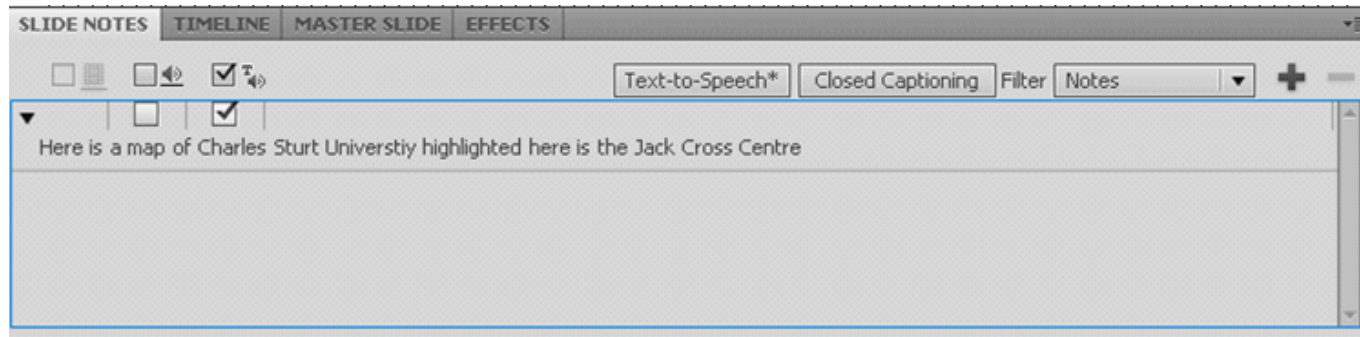 SLIDE NOTES TIMELINE MASTER SLIDE EFFECTS
T Text-to-Speech* Closed Captioning Filter Notes
Here is a map of Charles Sturt Universtiy highlighted here is the Jack Cross Centre